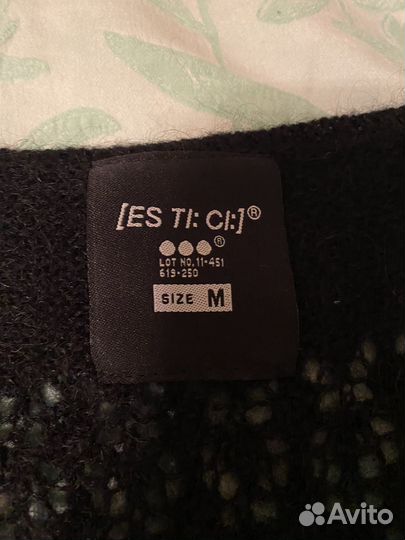 [ES TI: CI:]®
●●●®
LOT NO. 11-451
619-250
SIZE M
Avito